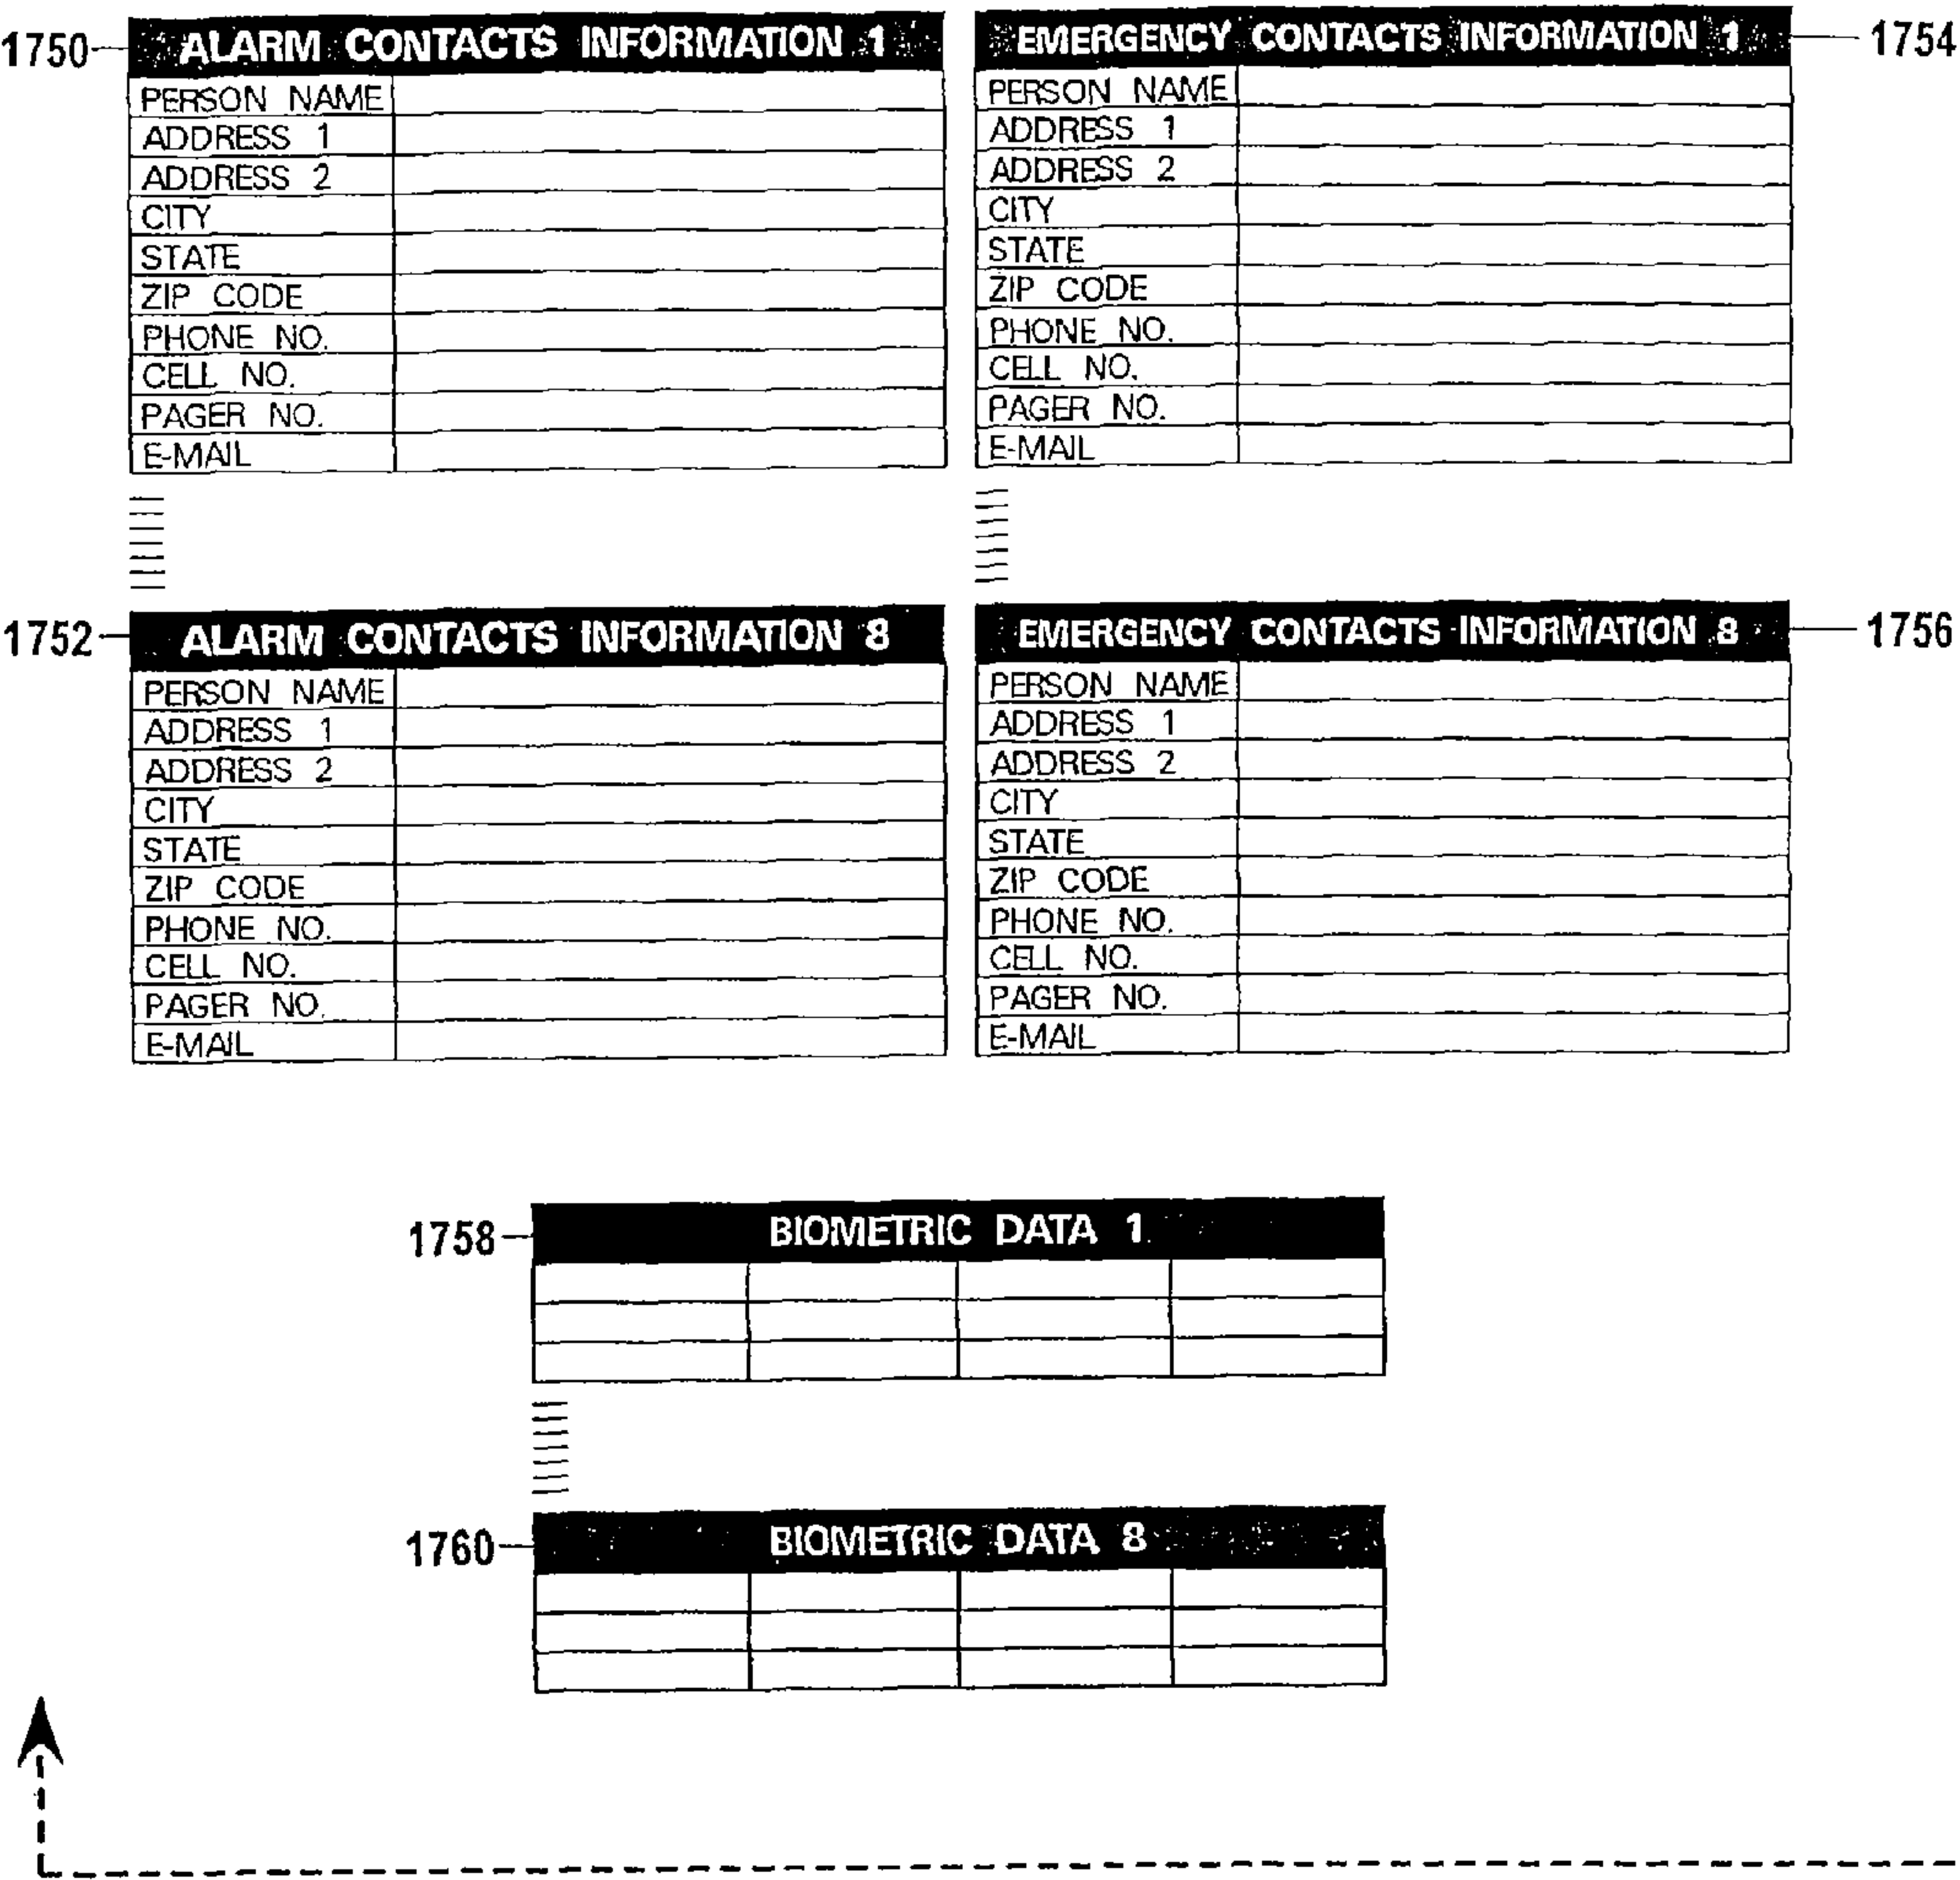 1750 ALARM CONTACTS INFORMATION 1
PERSON NAME
ADDRESS 1
ADDRESS 2
CITY
STATE
ZIP CODE
PHONE NO.
CELL NO.
PAGER NO.
E-MAIL
EMERGENCY CONTACTS INFORMATION 1 1754
PERSON NAME
ADDRESS 1
ADDRESS 2
CITY
STATE
ZIP CODE
PHONE NO.
CELL NO.
PAGER NO.
E-MAIL
1752 ALARM CONTACTS INFORMATION 8
PERSON NAME
ADDRESS 1
ADDRESS 2
CITY
STATE
ZIP CODE
PHONE NO.
CELL NO.
PAGER NO.
E-MAIL
EMERGENCY CONTACTS INFORMATION 8 1756
PERSON NAME
ADDRESS 1
ADDRESS 2
CITY
STATE
ZIP CODE
PHONE NO.
CELL NO.
PAGER NO.
E-MAIL
1758 BIOMETRIC DATA 1
1760 BIOMETRIC DATA 8